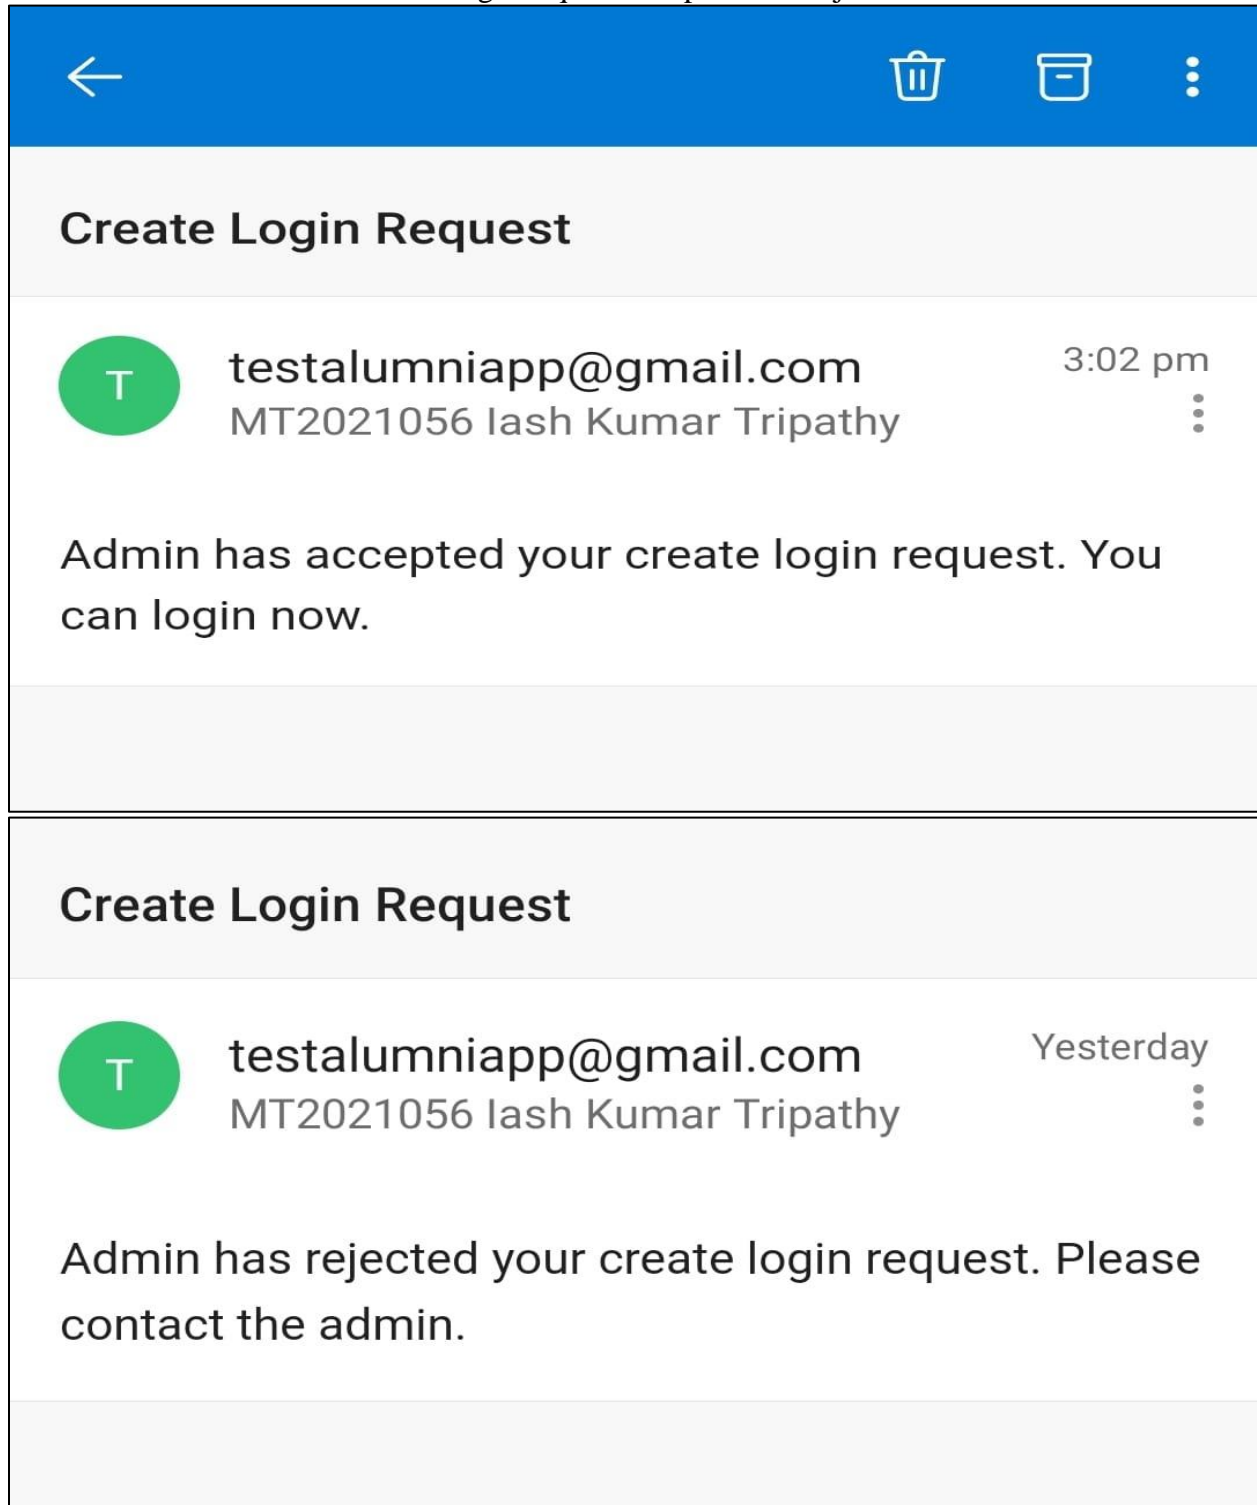 Create Login Request
T
testalumniapp@gmail.com
3:02 pm
MT2021056 Iash Kumar Tripathy
Admin has accepted your create login request. You
can login now.
Create Login Request
T
testalumniapp@gmail.com
Yesterday
MT2021056 Iash Kumar Tripathy
Admin has rejected your create login request. Please
contact the admin.